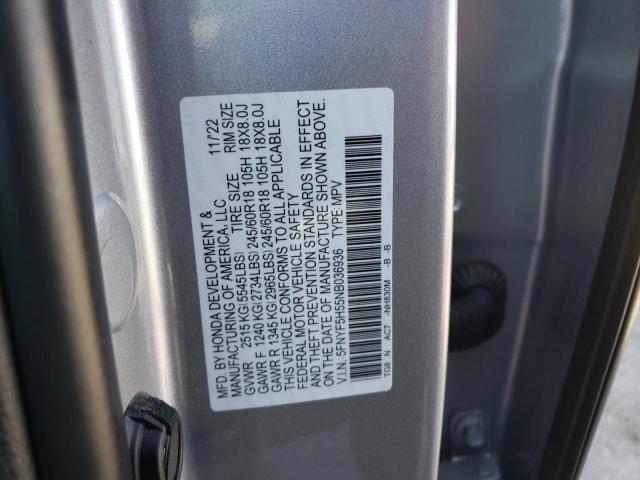 MFD. BY HONDA DEVELOPMENT & 11/22
MANUFACTURING OF AMERICA, LLC
TIRE SIZE RIM SIZE
GVWR 2515 KG(5545LBS)
GAWR F 1240 KG(2734LBS) 245/60R18 105H 18X8.0J
GAWR R 1345 KG(2965LBS) 245/60R18 105H 18X8.0J
THIS VEHICLE CONFORMS TO ALL APPLICABLE
FEDERAL MOTOR VEHICLE SAFETY
AND THEFT PREVENTION STANDARDS IN EFFECT
ON THE DATE OF MANUFACTURE SHOWN ABOVE.
V.I.N.: 5FNYF5H55NB036936 TYPE:MPV
TG8 N AC7 -NH830M -B -B